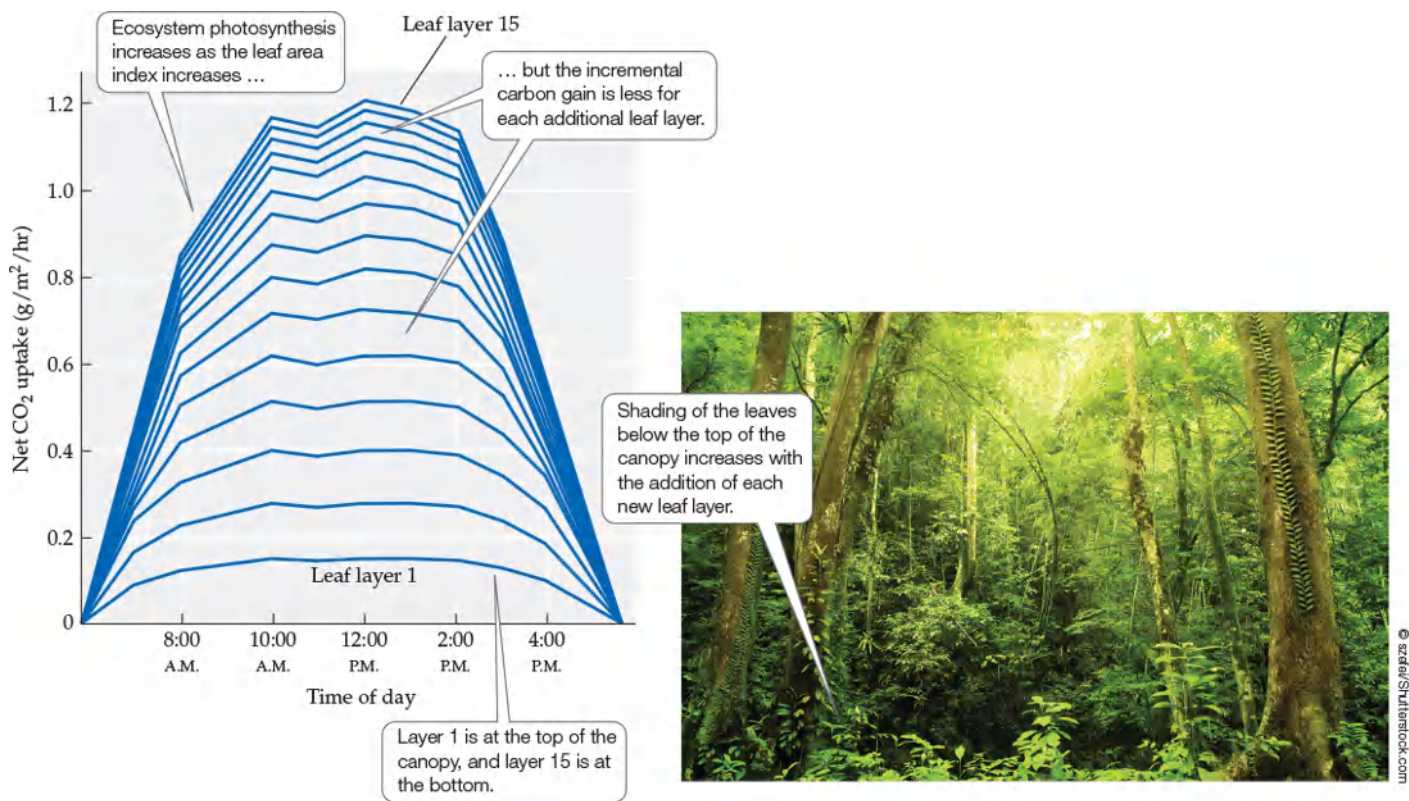 Ecosystem photosynthesis
increases as the leaf area
index increases …
Leaf layer 15
… but the incremental
carbon gain is less for
each additional leaf layer.
Net CO₂ uptake (g/m²/hr)
1.2
1.0
0.8
0.6
0.4
0.2
0
Leaf layer 1
8:00
A.M.
10:00
A.M.
12:00
P.M.
2:00
P.M.
4:00
P.M.
Time of day
Layer 1 is at the top of the
canopy, and layer 15 is at
the bottom.
Shading of the leaves
below the top of the
canopy increases with
the addition of each
new leaf layer.
© szefei/Shutterstock.com